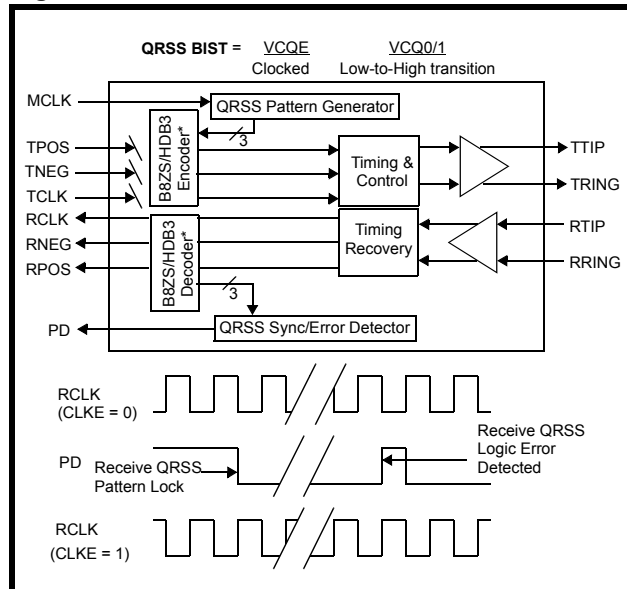 QRSS BIST = VCQE VCQ0/1
Clocked Low-to-High transition
MCLK
QRSS Pattern Generator
3
B8ZS/HDB3
Encoder*
TPOS
TNEG
TCLK
Timing &
Control
TTIP
TRING
RCLK
RNEG
RPOS
B8ZS/HDB3
Decoder*
Timing
Recovery
RTIP
RRING
3
PD
QRSS Sync/Error Detector
RCLK
(CLKE = 0)
PD
Receive QRSS
Pattern Lock
Receive QRSS
Logic Error
Detected
RCLK
(CLKE = 1)